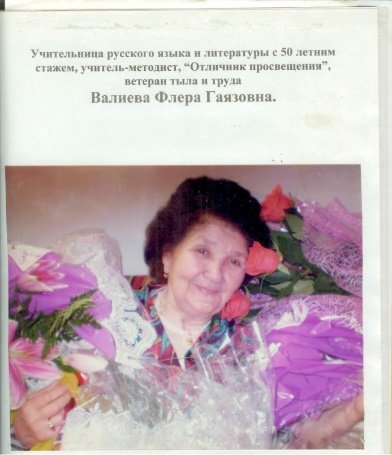 Учительница русского языка и литературы с 50 летним
стажем, учитель-методист, “Отличник просвещения”,
ветеран тыла и труда
Валиева Флера Гаязовна.